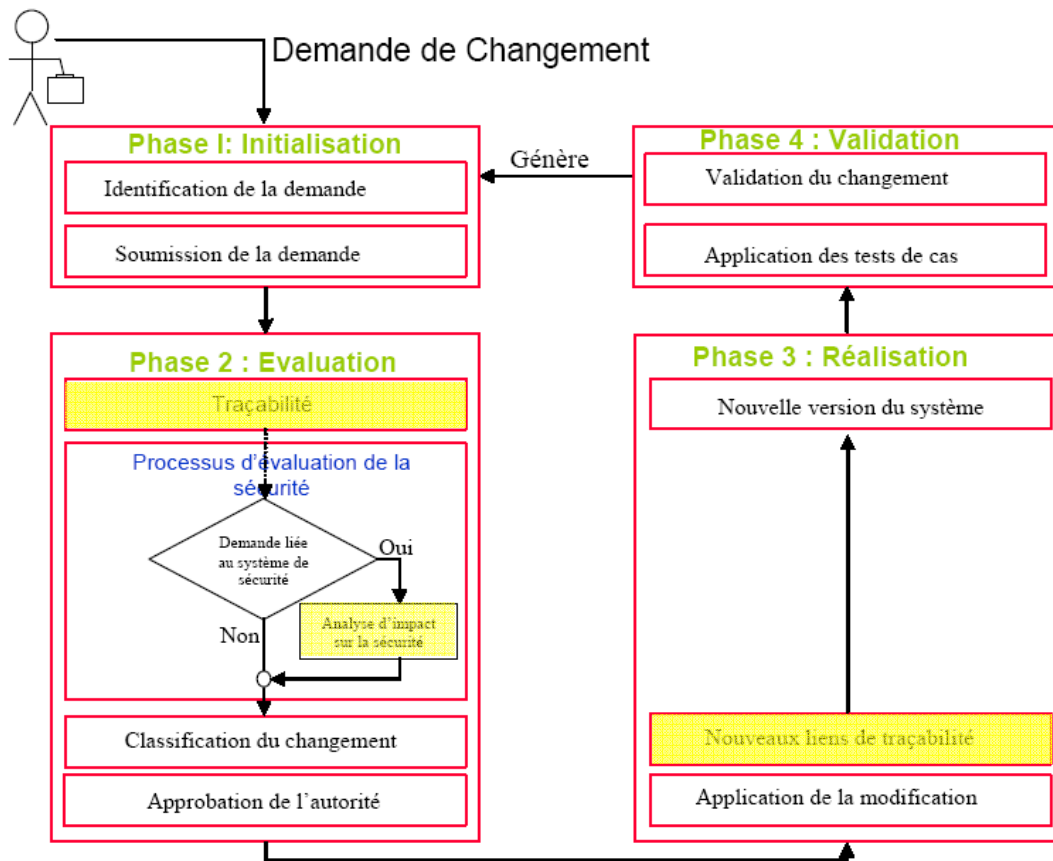 Demande de Changement
Phase I: Initialisation
Identification de la demande
Soumission de la demande
Génère
Phase 2 : Evaluation
Traçabilité
Processus d'évaluation de la
sécurité
Demande liée
au système de
sécurité
Oui
Non
Analyse d'impact
sur la sécurité
Classification du changement
Approbation de l'autorité
Phase 3 : Réalisation
Nouvelle version du système
Nouveaux liens de traçabilité
Application de la modification
Phase 4 : Validation
Validation du changement
Application des tests de cas